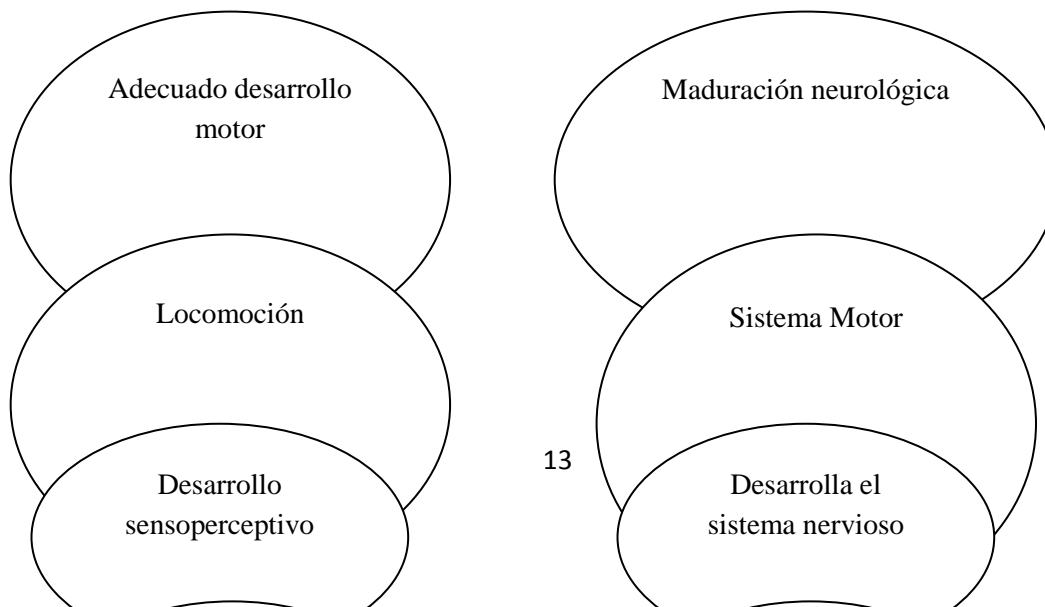 Adecuado desarrollo
motor
Locomoción
Desarrollo
sensoperceptivo
Maduración neurológica
Sistema Motor
Desarrolla el
sistema nervioso
13